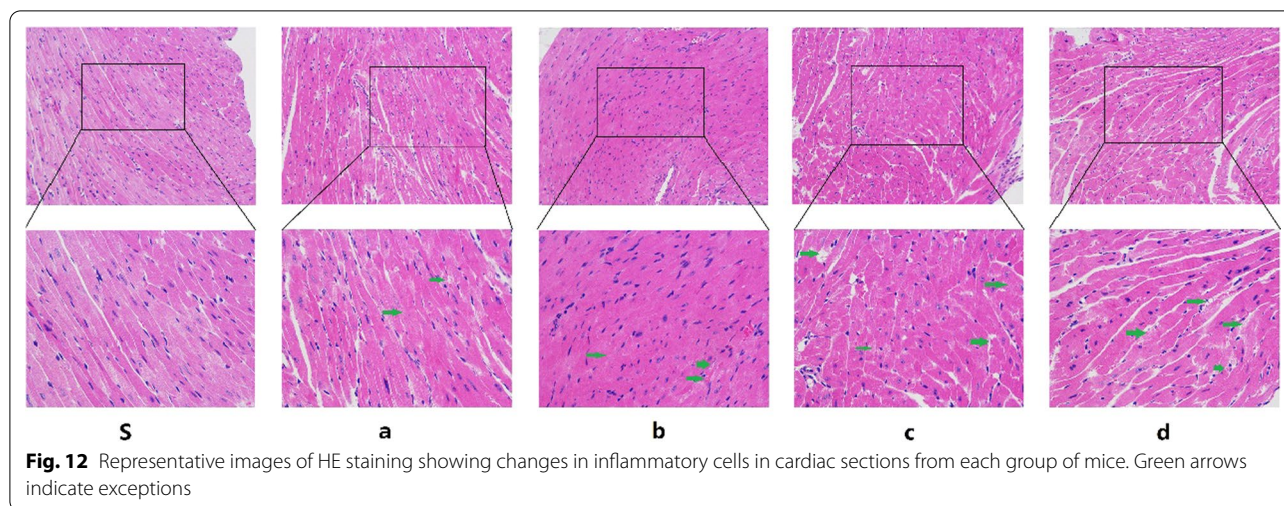 S a b c d
Fig. 12 Representative images of HE staining showing changes in inflammatory cells in cardiac sections from each group of mice. Green arrows
indicate exceptions